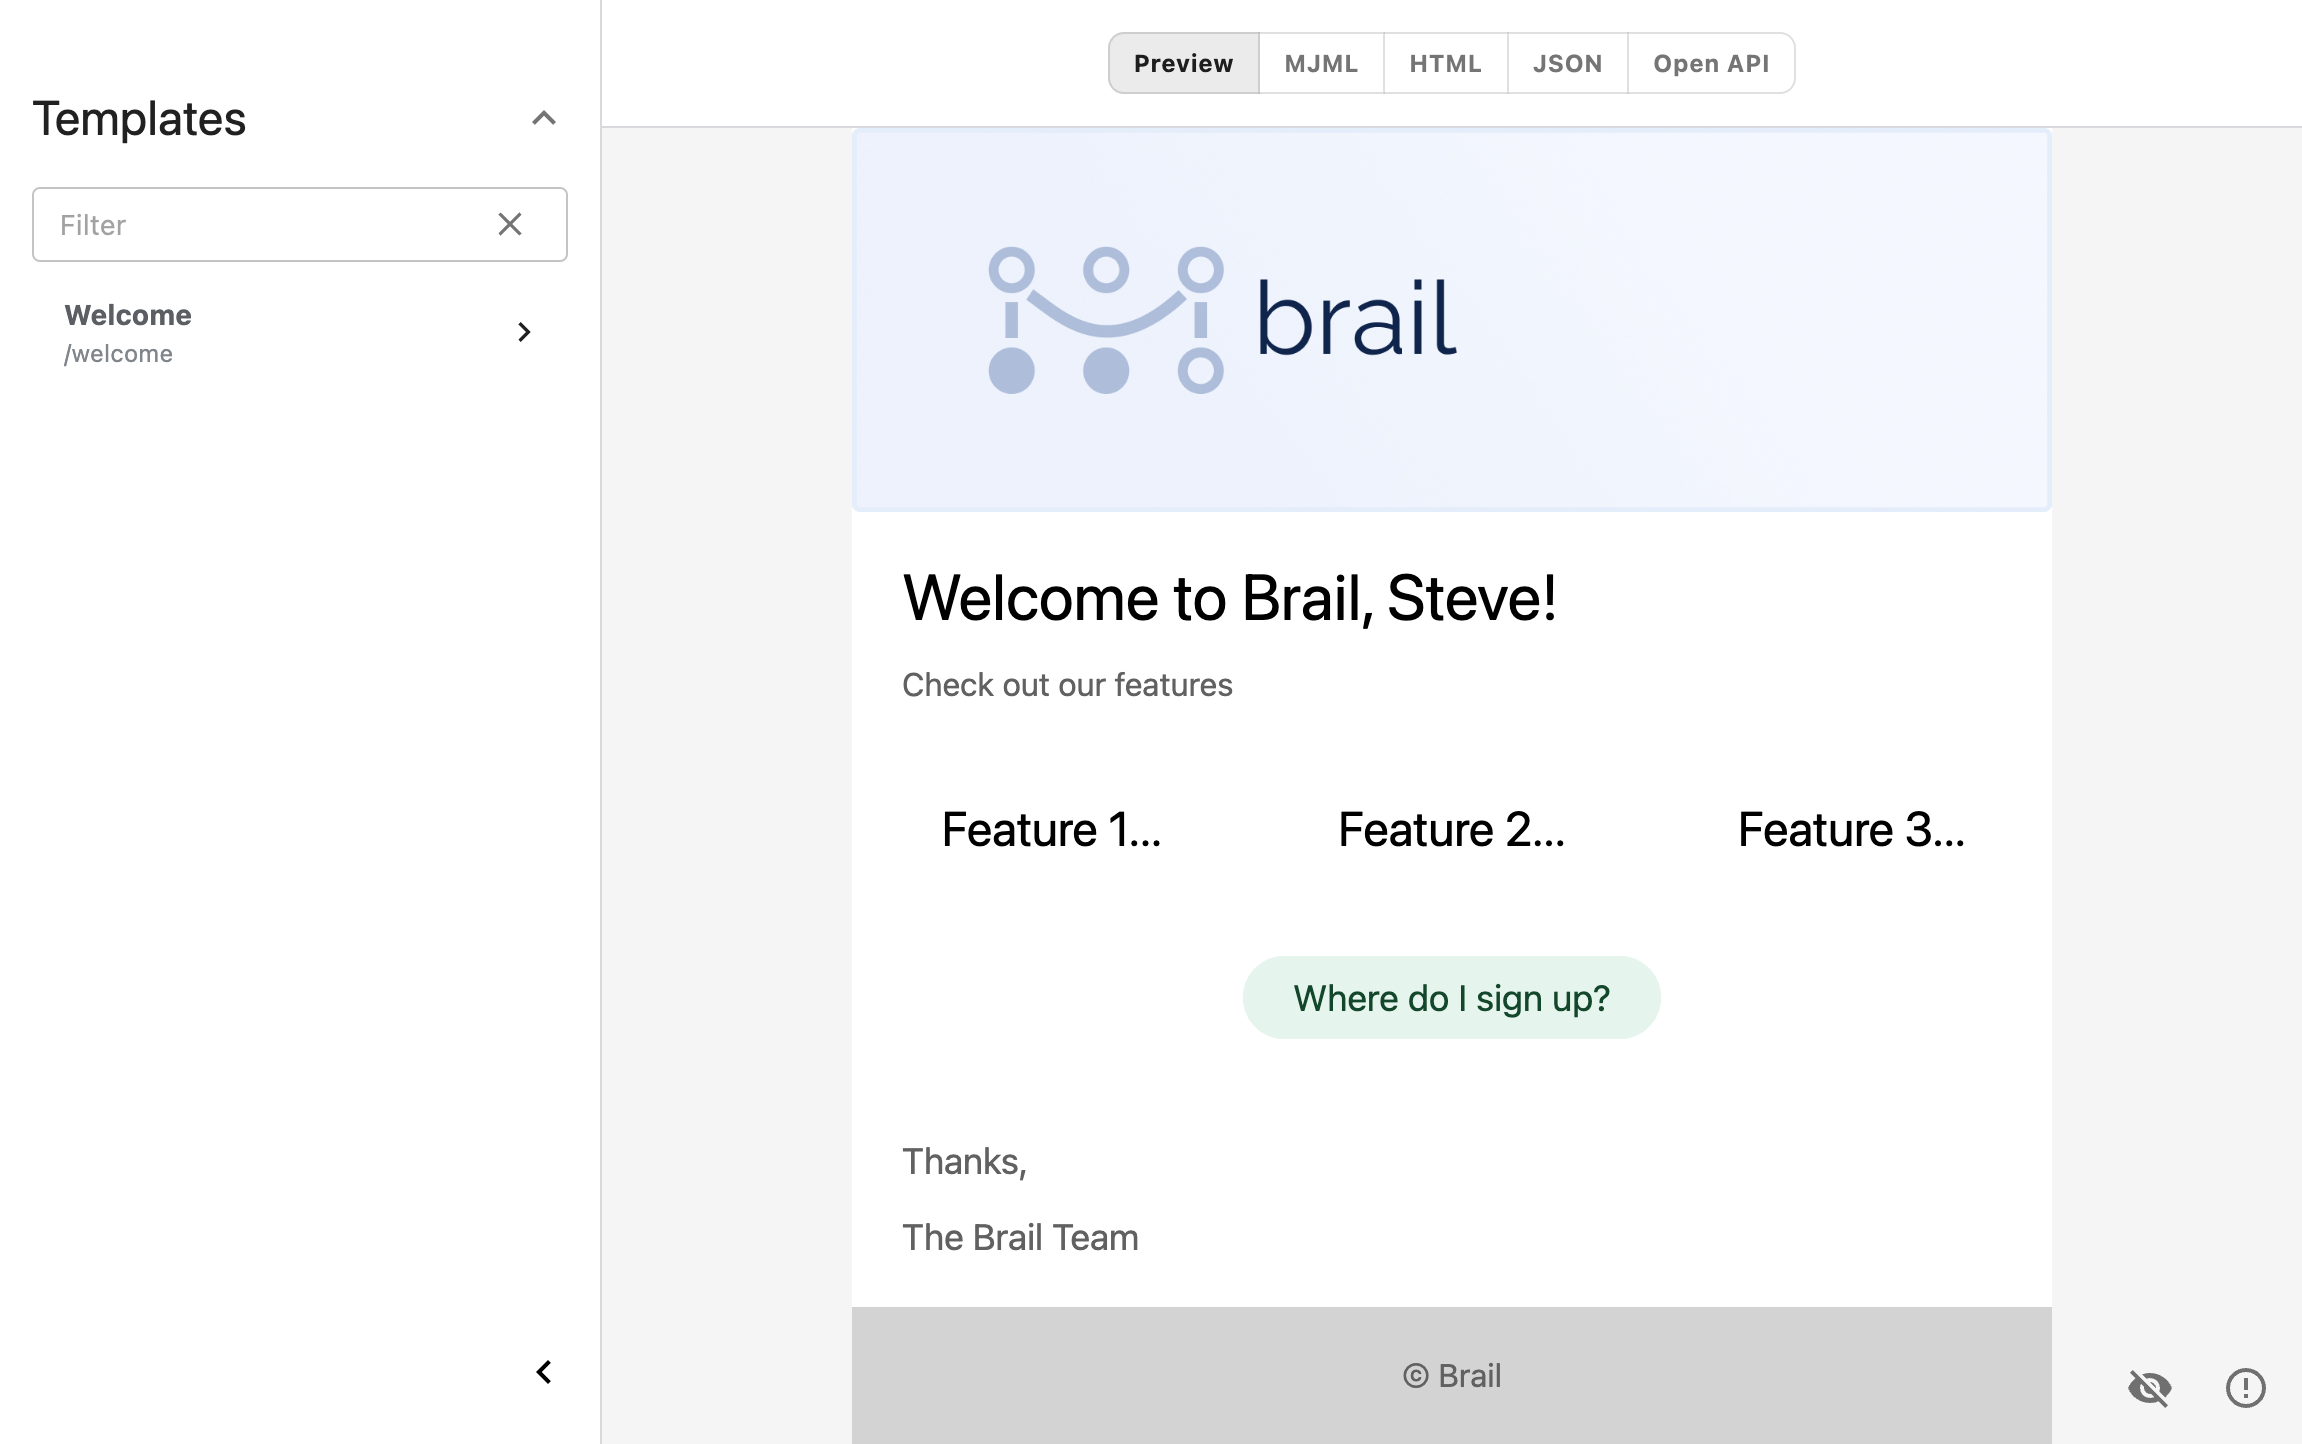 Templates
Filter
Welcome
/welcome
Preview MJML HTML JSON Open API
brail
Welcome to Brail, Steve!
Check out our features
Feature 1... Feature 2... Feature 3...
Where do I sign up?
Thanks,
The Brail Team
© Brail